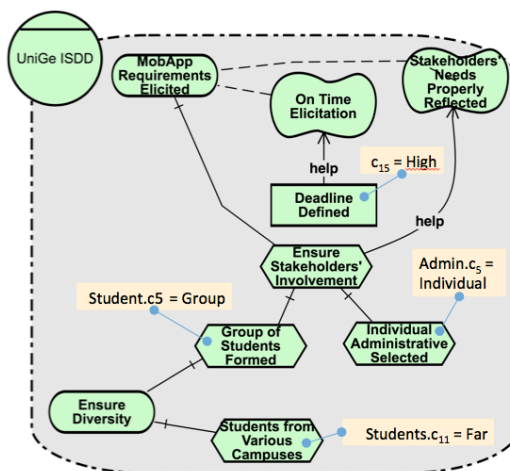 UniGe ISDD
MobApp
Requirements
Elicited
Stakeholders'
Needs
Properly
Reflected
On Time
Elicitation
help
c15 = High
Deadline
Defined
help
Ensure
Stakeholders'
Involvement
Admin.c5 =
Individual
Student.c5 = Group
Group of
Students
Formed
Individual
Administrative
Selected
Ensure
Diversity
Students from
Various
Campuses
Students.c11 = Far